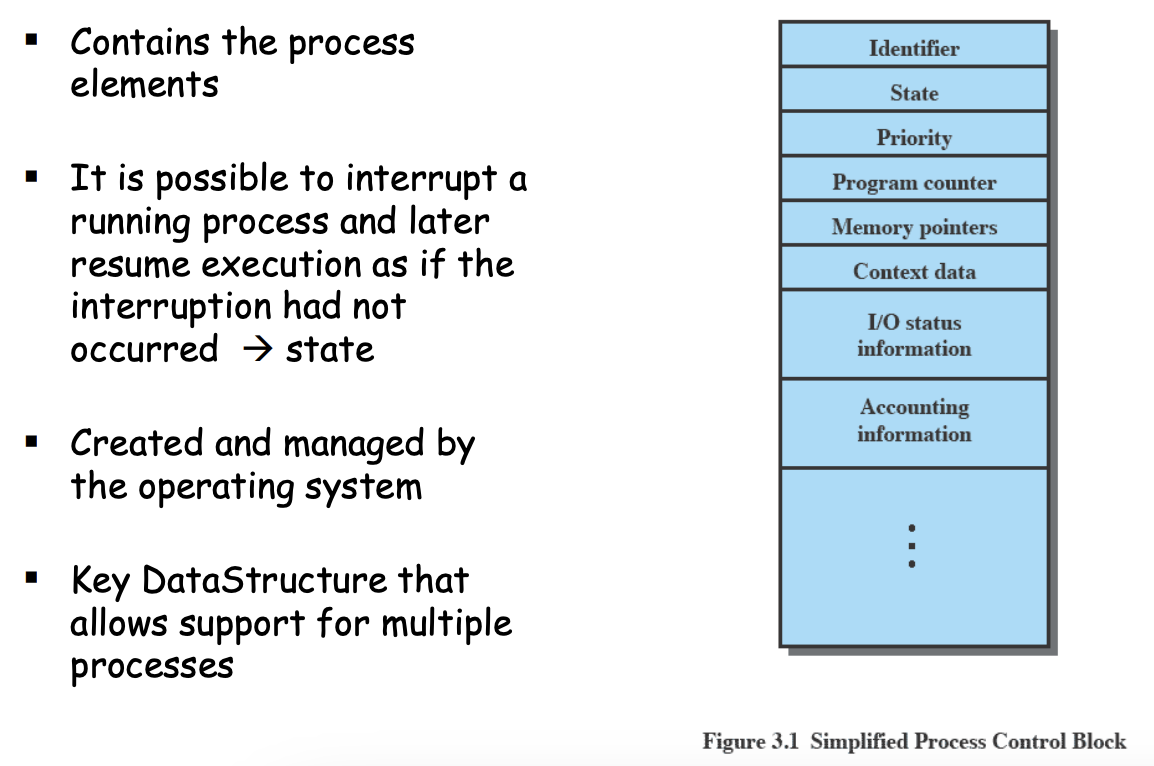 ▪ Contains the process
elements
▪ It is possible to interrupt a
running process and later
resume execution as if the
interruption had not
occurred → state
▪ Created and managed by
the operating system
▪ Key DataStructure that
allows support for multiple
processes
Identifier
State
Priority
Program counter
Memory pointers
Context data
I/O status
information
Accounting
information
Figure 3.1 Simplified Process Control Block